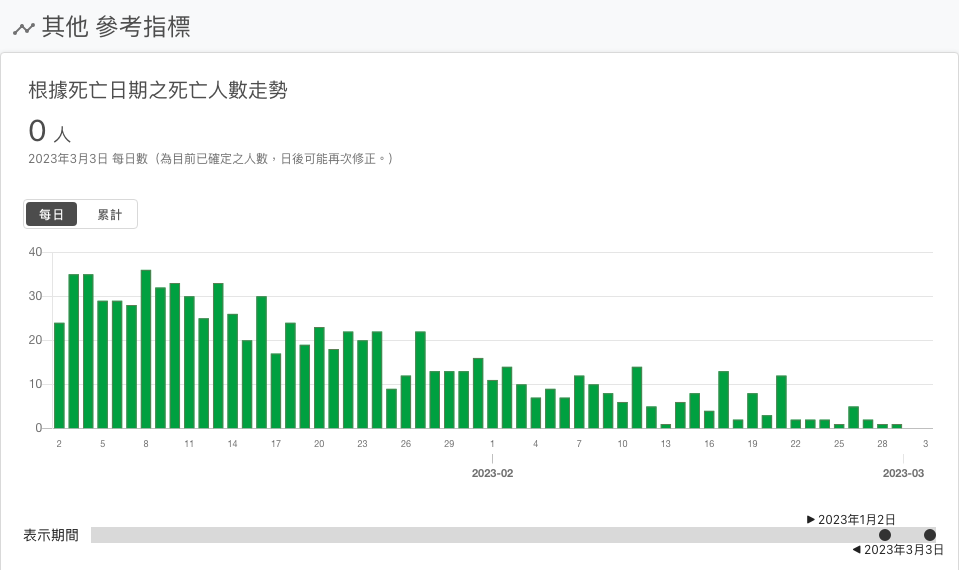 其他 參考指標
根據死亡日期之死亡人數走勢
0 人
2023年3月3日 每日數（為目前已確定之人數，日後可能再次修正。）
每日 累計
40
30
20
10
0
2 5 8 11 14 17 20 23 26 29 1 4 7 10 13 16 19 22 25 28 3
2023-02 2023-03
▶ 2023年1月2日
表示期間
◀ 2023年3月3日